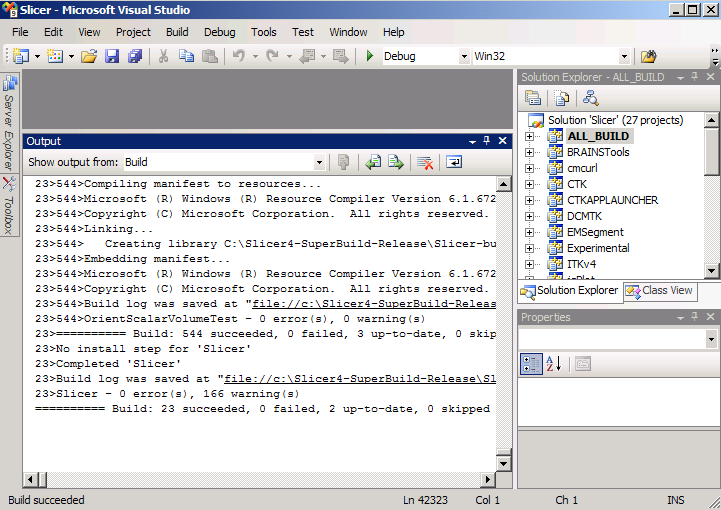 Slicer - Microsoft Visual Studio
File Edit View Project Build Debug Tools Test Window Help
Debug Win32
Server Explorer
Toolbox
Output
Show output from: Build
23>544>Compiling manifest to resources...
23>544>Microsoft (R) Windows (R) Resource Compiler Version 6.1.672
23>544>Copyright (C) Microsoft Corporation.  All rights reserved.
23>544>Linking...
23>544>   Creating library C:\Slicer4-SuperBuild-Release\Slicer-bu
23>544>Embedding manifest...
23>544>Microsoft (R) Windows (R) Resource Compiler Version 6.1.672
23>544>Copyright (C) Microsoft Corporation.  All rights reserved.
23>544>Build log was saved at "file://c:\Slicer4-SuperBuild-Releas
23>544>OrientScalarVolumeTest - 0 error(s), 0 warning(s)
23>========== Build: 544 succeeded, 0 failed, 3 up-to-date, 0 skip
23>No install step for 'Slicer'
23>Completed 'Slicer'
23>Build log was saved at "file://c:\Slicer4-SuperBuild-Release\Sl
23>Slicer - 0 error(s), 166 warning(s)
========== Build: 23 succeeded, 0 failed, 2 up-to-date, 0 skipped
Solution Explorer - ALL_BUILD
Solution 'Slicer' (27 projects)
ALL_BUILD
BRAINSTools
cmcurl
CTK
CTKAPPLAUNCHER
DCMTK
EMSegment
Experimental
ITKv4
Solution Explorer Class View
Properties
Build succeeded Ln 42323 Col 1 Ch 1 INS